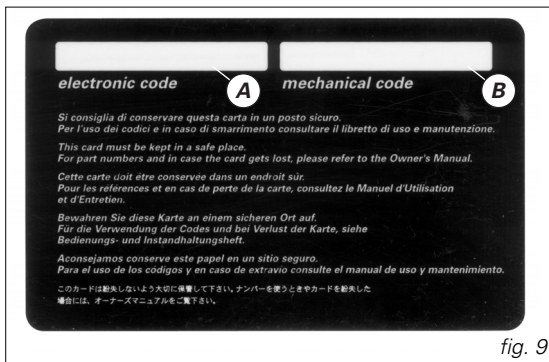 A B
electronic code mechanical code
Si consiglia di conservare questa carta in un posto sicuro.
Per l'uso dei codici e in caso di smarrimento consultare il libretto di uso e manutenzione.
This card must be kept in a safe place.
For part numbers and in case the card gets lost, please refer to the Owner's Manual.
Cette carte doit étre conservée dans un endroit sûr.
Pour les références et en cas de perte de la carte, consultez le Manuel d'Utilisation
et d'Entretien.
Bewahren Sie diese Karte an einem sicheren Ort auf.
Für die Verwendung der Codes und bei Verlust der Karte, siehe
Bedienungs- und Instandhaltungsheft.
Aconsejamos conserve este papel en un sitio seguro.
Para el uso de los códigos y en caso de extravio consulte el manual de uso y mantenimiento.
このカードは紛失しないよう大切に保管して下さい。ナンバーを使うときやカードを紛失した
場合には、オーナーズマニュアルをご覧下さい。
fig. 9